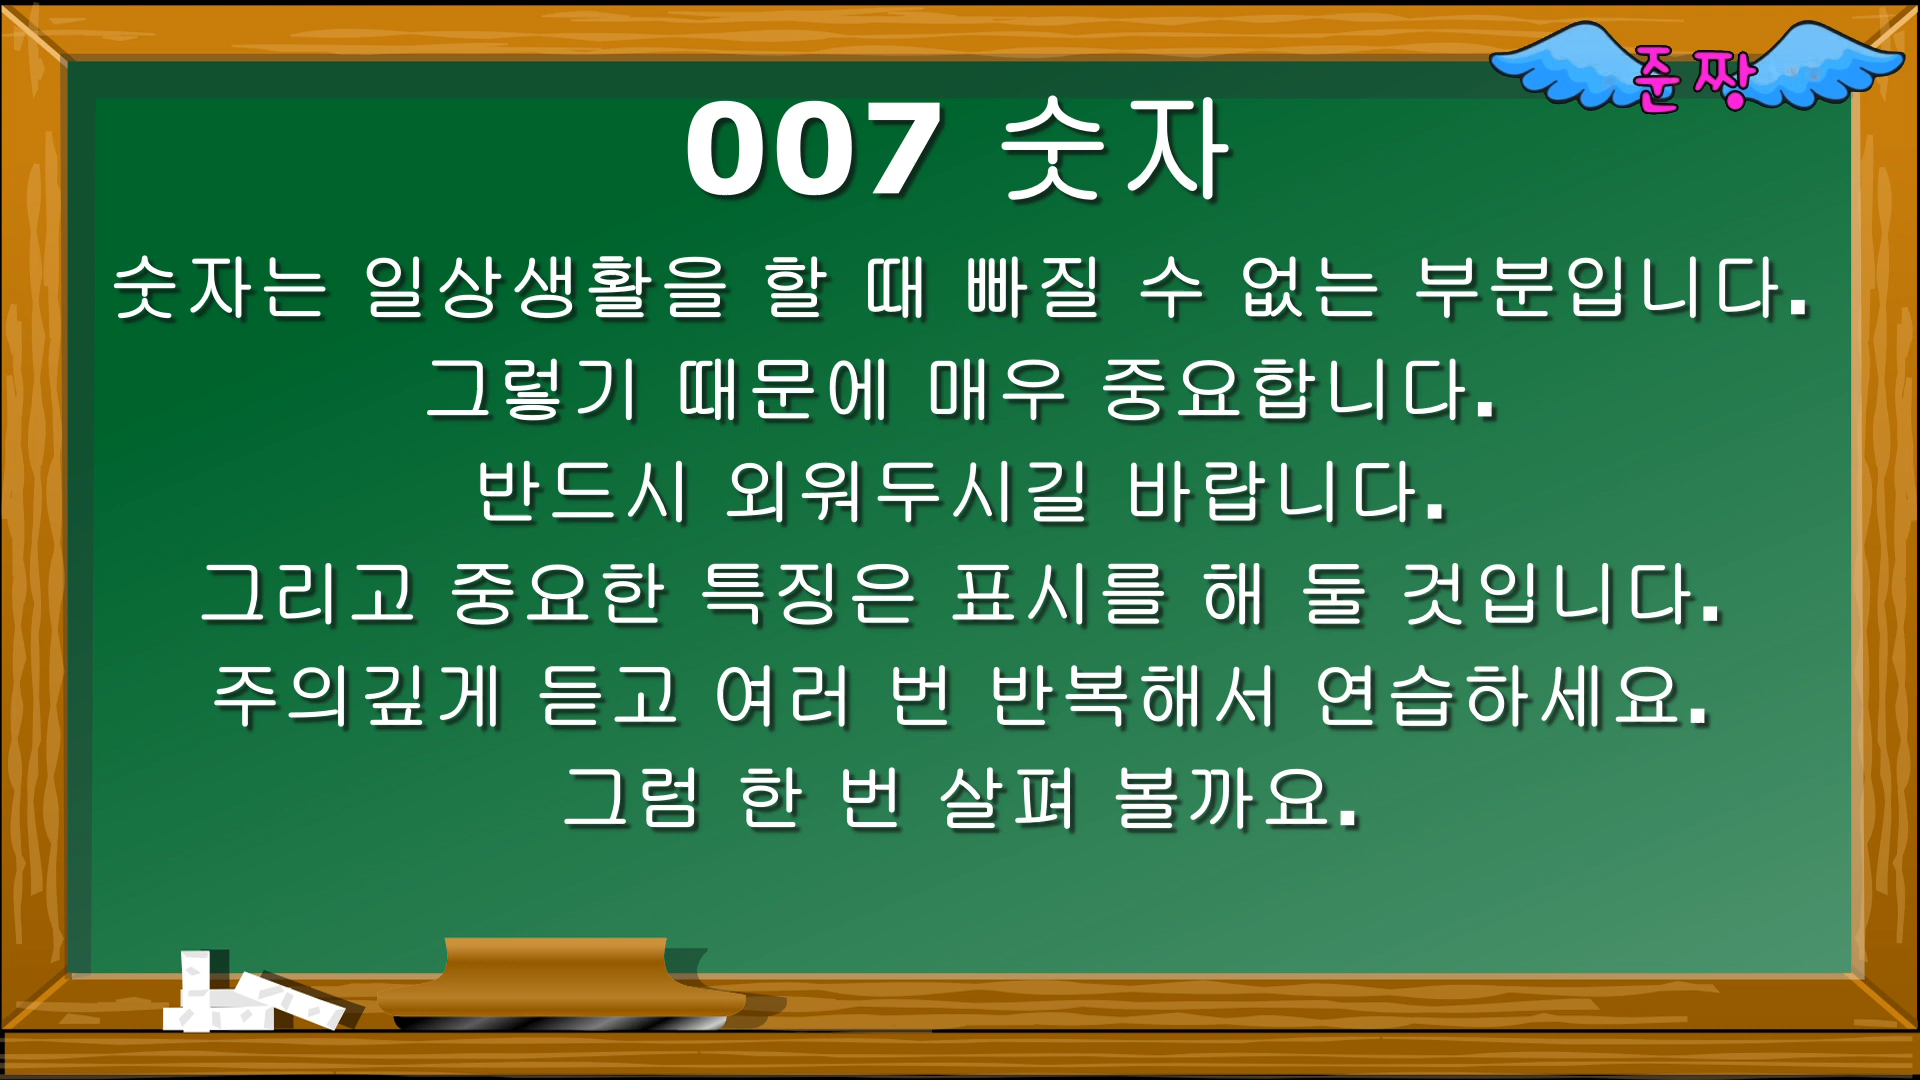 준짱
007 숫자
숫자는 일상생활을 할 때 빠질 수 없는 부분입니다.
그렇기 때문에 매우 중요합니다.
반드시 외워두시길 바랍니다.
그리고 중요한 특징은 표시를 해 둘 것입니다.
주의깊게 듣고 여러 번 반복해서 연습하세요.
그럼 한 번 살펴 볼까요.